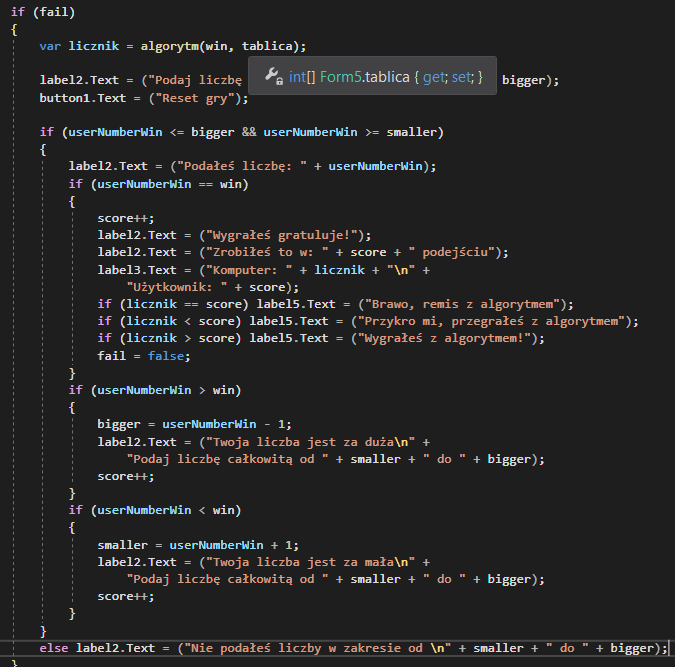 if (fail)
{
var licznik = algorytm(win, tablica);
label2.Text = ("Podaj liczbę bigger);
int[] Form5.tablica { get; set; }
button1.Text = ("Reset gry");
if (userNumberWin <= bigger && userNumberWin >= smaller)
{
label2.Text = ("Podałeś liczbę: " + userNumberWin);
if (userNumberWin == win)
{
score++;
label2.Text = ("Wygrałeś gratuluje!");
label2.Text = ("Zrobiłeś to w: " + score + " podejściu");
label3.Text = ("Komputer: " + licznik + "\n" +
"Użytkownik: " + score);
if (licznik == score) label5.Text = ("Brawo, remis z algorytmem");
if (licznik < score) label5.Text = ("Przykro mi, przegrałeś z algorytmem");
if (licznik > score) label5.Text = ("Wygrałeś z algorytmem!");
fail = false;
}
if (userNumberWin > win)
{
bigger = userNumberWin - 1;
label2.Text = ("Twoja liczba jest za duża\n" +
"Podaj liczbę całkowitą od " + smaller + " do " + bigger);
score++;
}
if (userNumberWin < win)
{
smaller = userNumberWin + 1;
label2.Text = ("Twoja liczba jest za mała\n" +
"Podaj liczbę całkowitą od " + smaller + " do " + bigger);
score++;
}
}
else label2.Text = ("Nie podałeś liczby w zakresie od \n" + smaller + " do " + bigger);
}